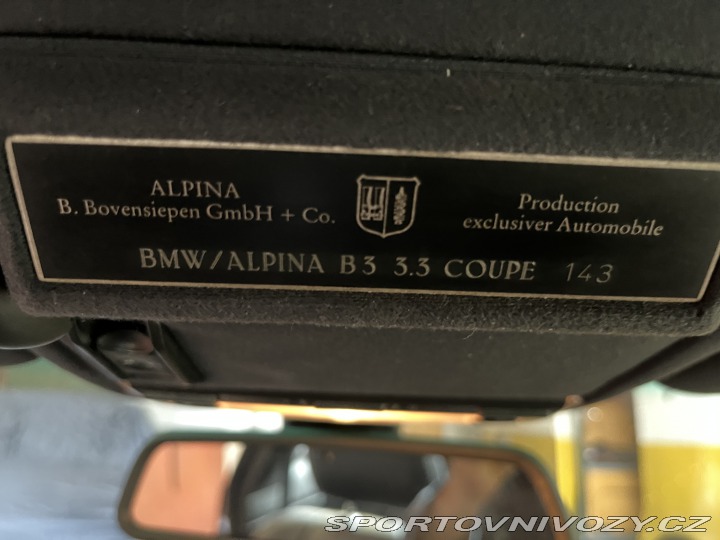 ALPINA
B. Bovensiepen GmbH + Co.
Production
exclusiver Automobile
BMW/ALPINA B3 3.3 COUPE 143
SPORTOVNIVOZY.CZ